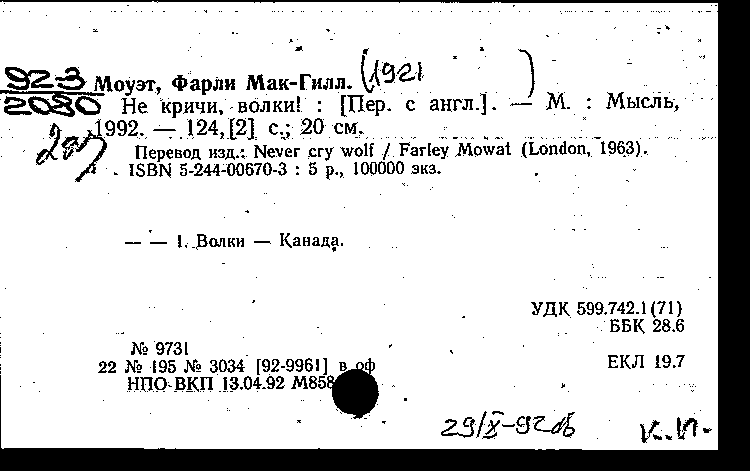 92-3 Моуэт, Фарли Мак-Гилл. (1921 )
2080 Не кричи, волки! : [Пер. с англ.]. — М. : Мысль,
1992. — 124, [2] с.; 20 см.
Перевод изд.: Never cry wolf / Farley Mowat (London, 1963).
ISBN 5-244-00670-3 : 5 р., 100000 экз.
— — 1. Волки — Канада.
УДК 599.742.1(71)
ББК 28.6
№ 9731
22 № 195 № 3034 [92-9961] в оф
ЕКЛ 19.7
НПО ВКП 13.04.92 М858
29/X-92
К.И.